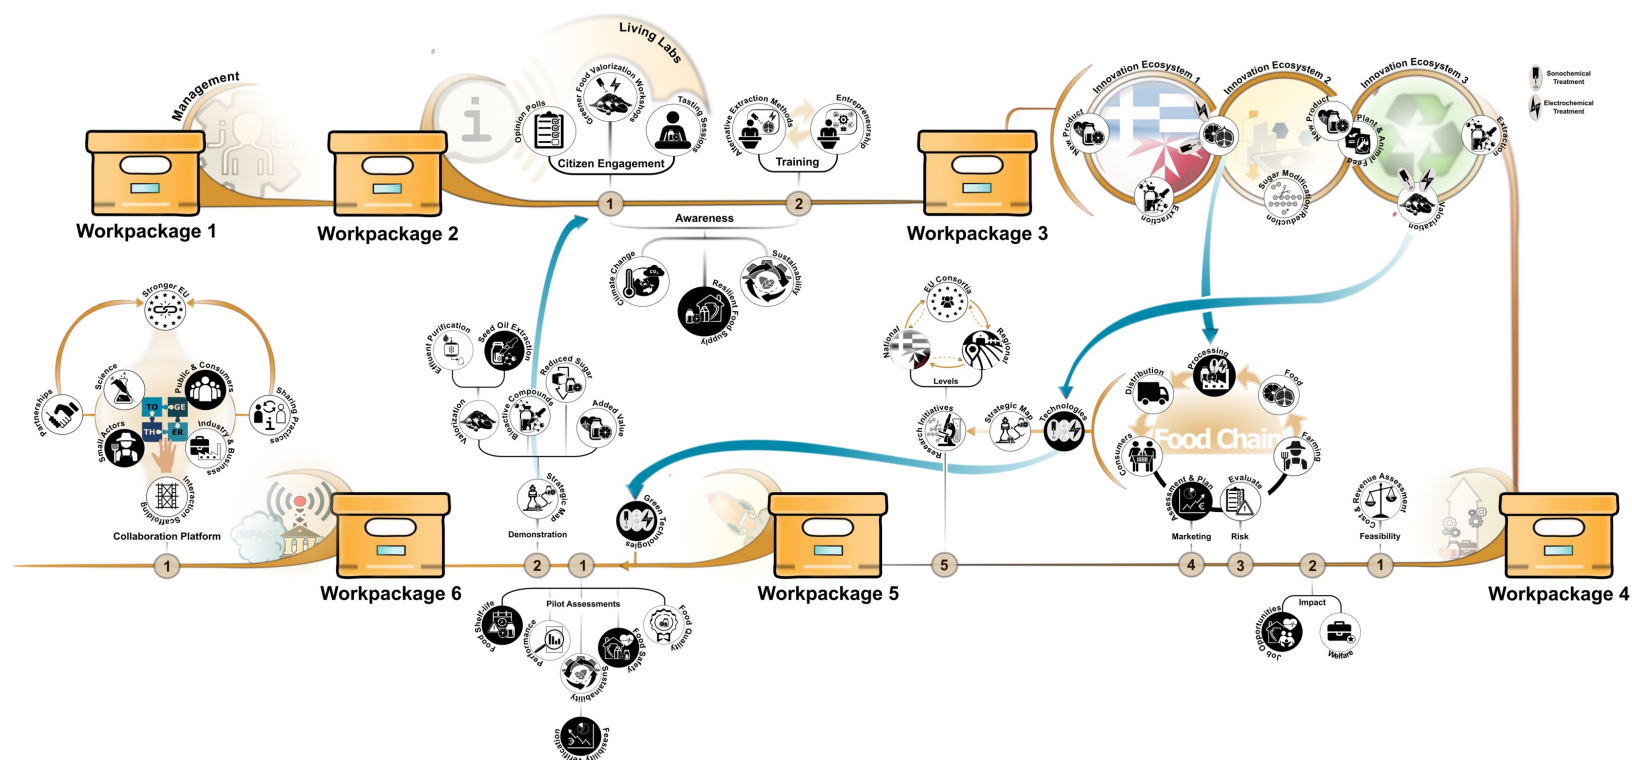 Management
Living Labs
Opinion Polls
Greener Food Valorization Workshops
Tasting Sessions
Citizen Engagement
Alternative Extraction Methods
Entrepreneurship
Training
Innovation Ecosystem 1
Innovation Ecosystem 2
Innovation Ecosystem 3
New Product
Extraction
New Product
Sugar Modification/Reduction
Plant & Animal Feed
Extraction
Valorization
Sonochemical
Treatment
Electrochemical
Treatment
i
1
2
Workpackage 1
Workpackage 2
Workpackage 3
Awareness
Climate Change
CO₂
Resilient Food Supply
Sustainability
Stronger EU
Partnerships
Sharing Practices
Science
Public & Consumers
Small Actors
Industry & Business
TO
GE
TH
ER
Interaction Scaffolding
Collaboration Platform
1
IMPACT
Workpackage 6
Effluent Purification
Seed Oil Extraction
Valorization
Bioactive Compounds
Reduced Sugar
Added Value
Strategic Map
Demonstration
2
1
Pilot Assessments
Food Shelf-life
Performance
Sustainability
Food Safety
Food Quality
Feasibility Verification
Green Technologies
Workpackage 5
EU Consortia
National
Regional
Levels
Research Initiatives
Strategic Map
Technologies
5
Processing
Distribution
Food
Food Chain
Consumers
Farming
Assessment & Plan
Evaluate
Marketing
Risk
4
3
Cost & Revenue Assessment
Feasibility
2
1
Impact
Job Opportunities
Welfare
Workpackage 4